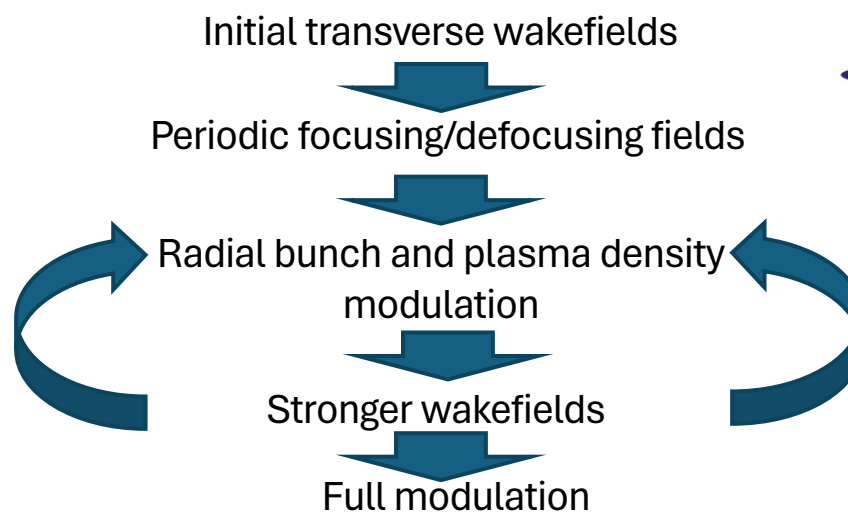 Initial transverse wakefields
Periodic focusing/defocusing fields
Radial bunch and plasma density
modulation
Stronger wakefields
Full modulation